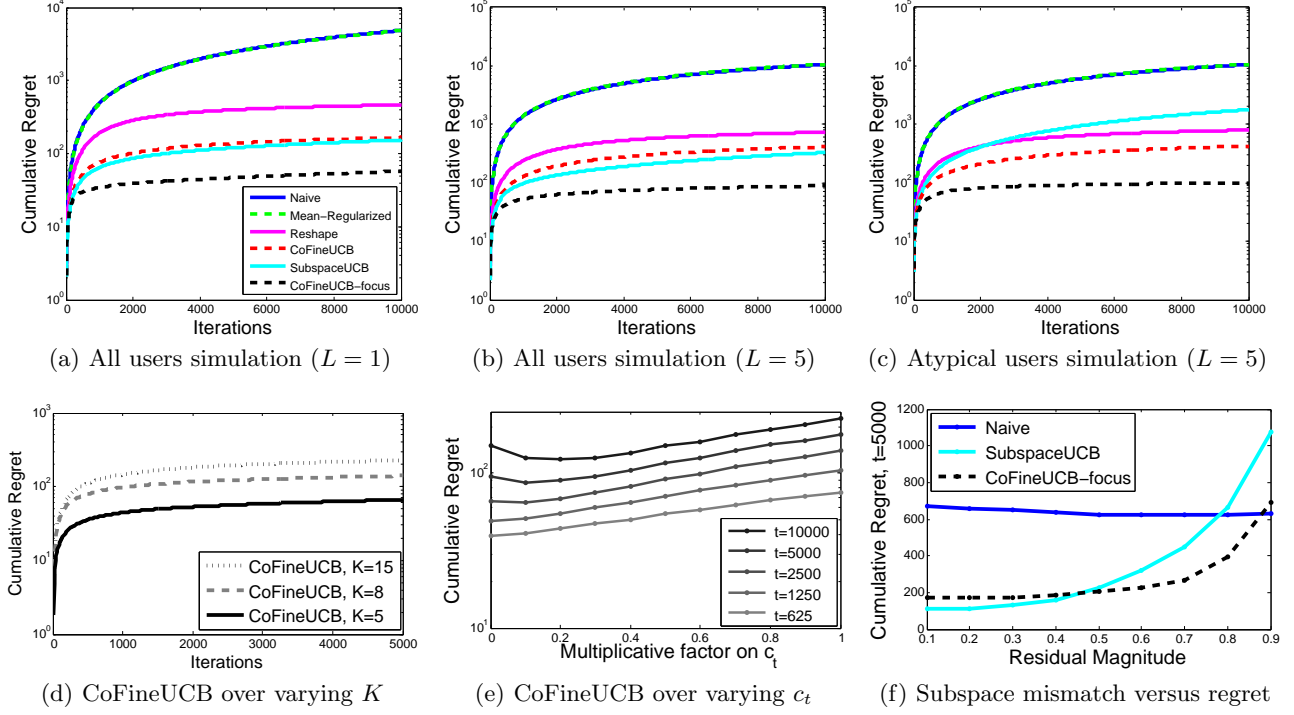 10^4
10^3
10^2
10^1
10^0
Cumulative Regret
0
2000
4000
6000
8000
10000
Iterations
Naive
Mean-Regularized
Reshape
CoFineUCB
SubspaceUCB
CoFineUCB-focus
(a) All users simulation (L = 1)
10^5
10^4
10^3
10^2
10^1
10^0
Cumulative Regret
0
2000
4000
6000
8000
10000
Iterations
(b) All users simulation (L = 5)
10^5
10^4
10^3
10^2
10^1
10^0
Cumulative Regret
0
2000
4000
6000
8000
10000
Iterations
(c) Atypical users simulation (L = 5)
10^3
10^2
10^1
10^0
Cumulative Regret
0
1000
2000
3000
4000
5000
Iterations
CoFineUCB, K=15
CoFineUCB, K=8
CoFineUCB, K=5
(d) CoFineUCB over varying K
10^2
10^1
Cumulative Regret
0
0.2
0.4
0.6
0.8
1
Multiplicative factor on c_t
t=10000
t=5000
t=2500
t=1250
t=625
(e) CoFineUCB over varying c_t
1200
1000
800
600
400
200
0
Cumulative Regret, t=5000
0.1
0.2
0.3
0.4
0.5
0.6
0.7
0.8
0.9
Residual Magnitude
Naive
SubspaceUCB
CoFineUCB-focus
(f) Subspace mismatch versus regret